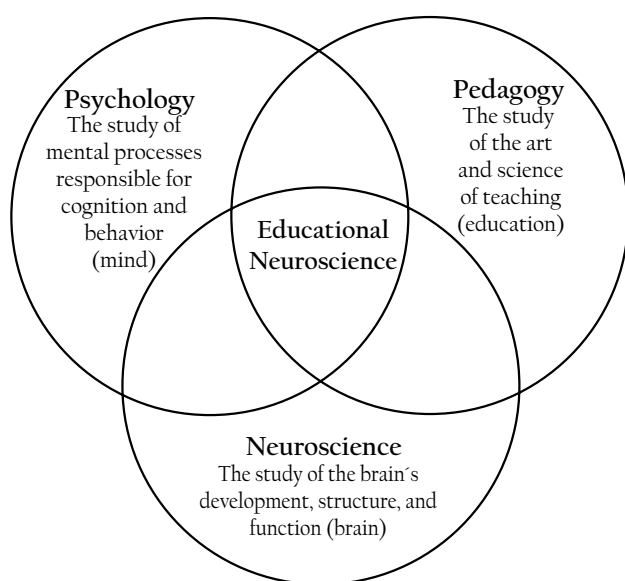 Psychology
The study of
mental processes
responsible for
cognition and
behavior
(mind)
Pedagogy
The study
of the art
and science
of teaching
(education)
Educational
Neuroscience
Neuroscience
The study of the brain´s
development, structure, and
function (brain)